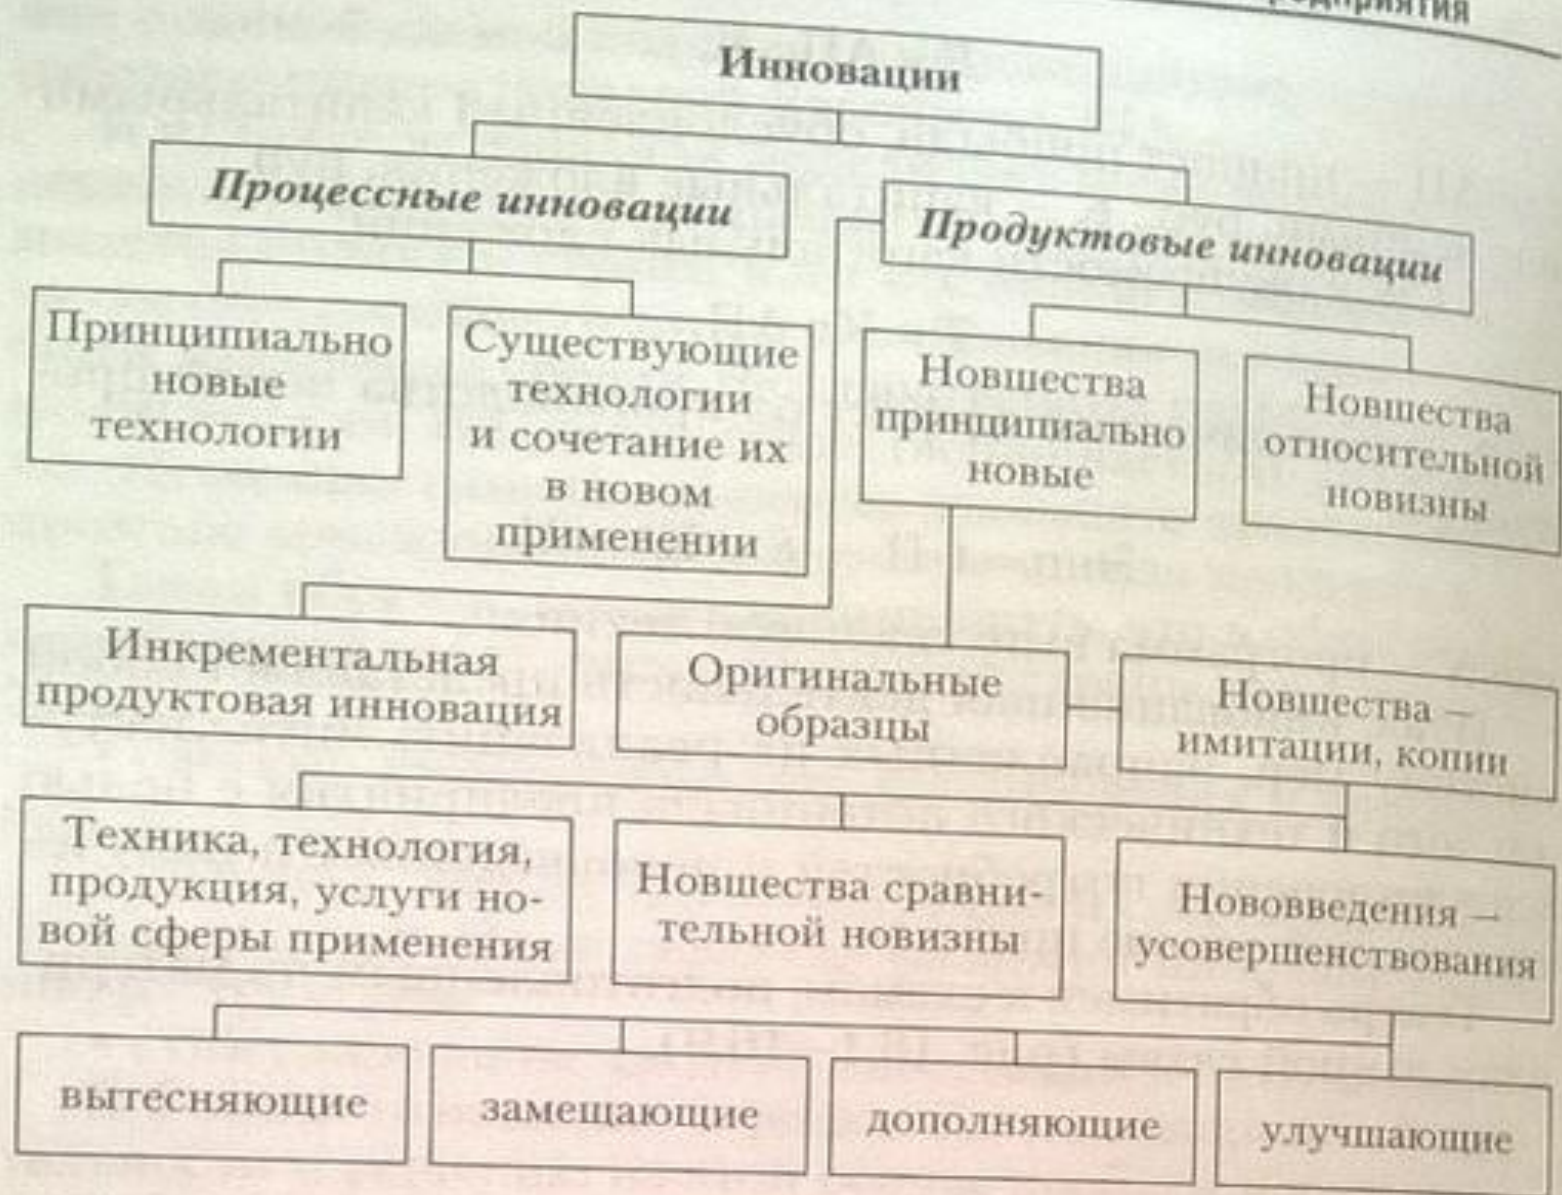 Инновации
Процессные инновации
Продуктовые инновации
Принципиально
новые
технологии
Существующие
технологии
и сочетание их
в новом
применении
Новшества
принципиально
новые
Новшества
относительной
новизны
Инкрементальная
продуктовая инновация
Оригинальные
образцы
Новшества —
имитации, копии
Техника, технология,
продукция, услуги но-
вой сферы применения
Новшества сравни-
тельной новизны
Нововведения —
усовершенствования
вытесняющие
замещающие
дополняющие
улучшающие